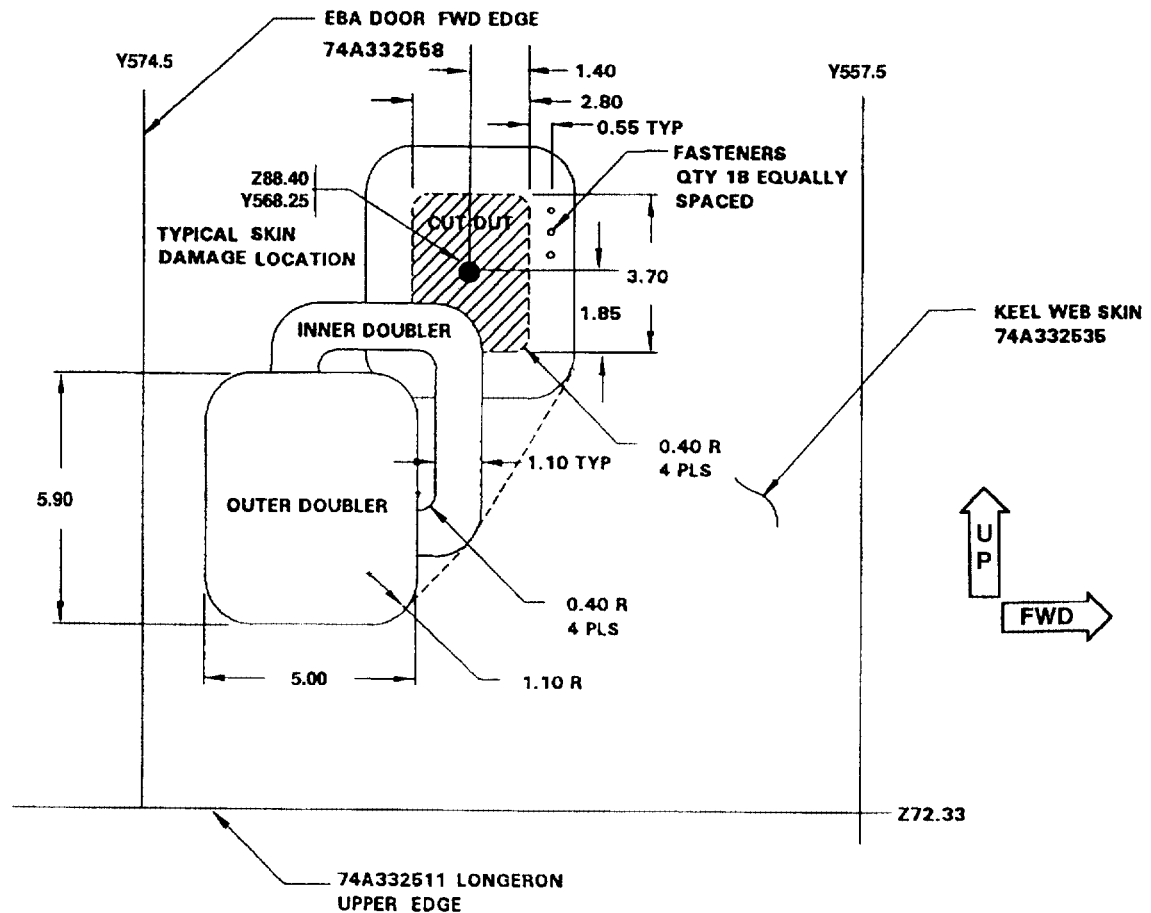 EBA DOOR FWD EDGE
74A332558
Y574.5
Y557.5
1.40
2.80
0.55 TYP
FASTENERS
QTY 18 EQUALLY
SPACED
Z88.40
Y568.25
CUT OUT
TYPICAL SKIN
DAMAGE LOCATION
3.70
1.85
INNER DOUBLER
KEEL WEB SKIN
74A332535
0.40 R
4 PLS
1.10 TYP
5.90
OUTER DOUBLER
UP
FWD
0.40 R
4 PLS
5.00
1.10 R
Z72.33
74A332511 LONGERON
UPPER EDGE